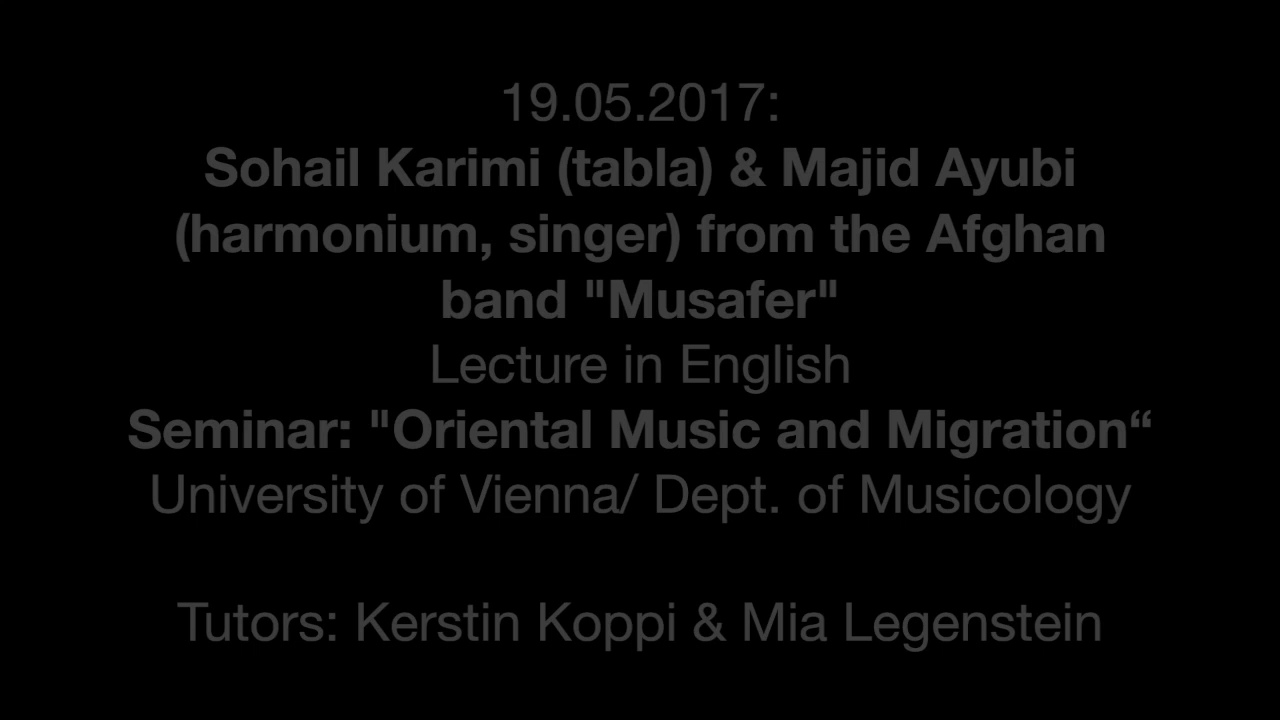 19.05.2017:
Sohail Karimi (tabla) & Majid Ayubi
(harmonium, singer) from the Afghan
band "Musafer"
Lecture in English
Seminar: "Oriental Music and Migration“
University of Vienna/ Dept. of Musicology
Tutors: Kerstin Koppi & Mia Legenstein